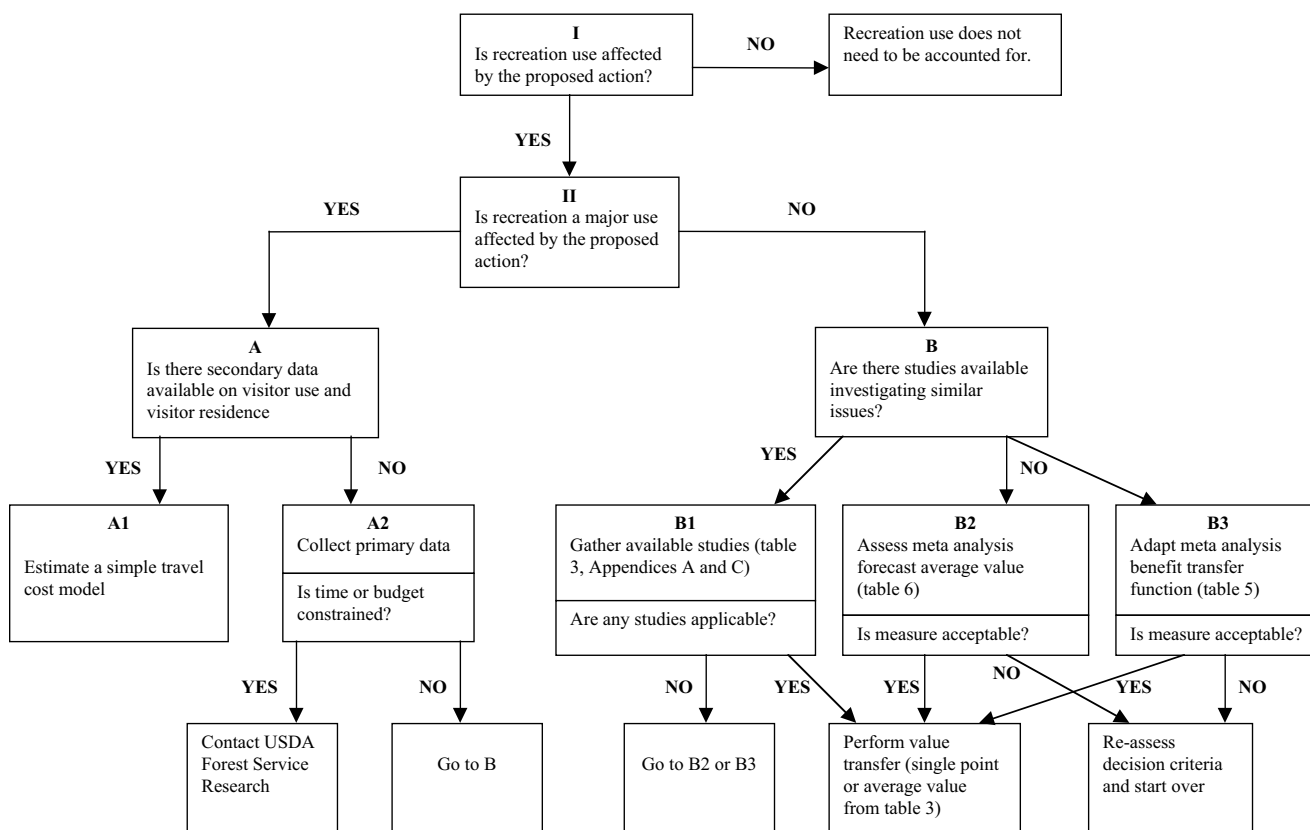 I
Is recreation use affected
by the proposed action?
NO
Recreation use does not
need to be accounted for.
YES
II
Is recreation a major use
affected by the proposed
action?
YES
NO
A
Is there secondary data
available on visitor use and
visitor residence
B
Are there studies available
investigating similar
issues?
YES
NO
YES
NO
A1
Estimate a simple travel
cost model
A2
Collect primary data
Is time or budget
constrained?
B1
Gather available studies (table
3, Appendices A and C)
Are any studies applicable?
B2
Assess meta analysis
forecast average value
(table 6)
Is measure acceptable?
B3
Adapt meta analysis
benefit transfer
function (table 5)
Is measure acceptable?
YES
NO
NO
YES
YES
NO
YES
NO
Contact USDA
Forest Service
Research
Go to B
Go to B2 or B3
Perform value
transfer (single point
or average value
from table 3)
Re-assess
decision criteria
and start over